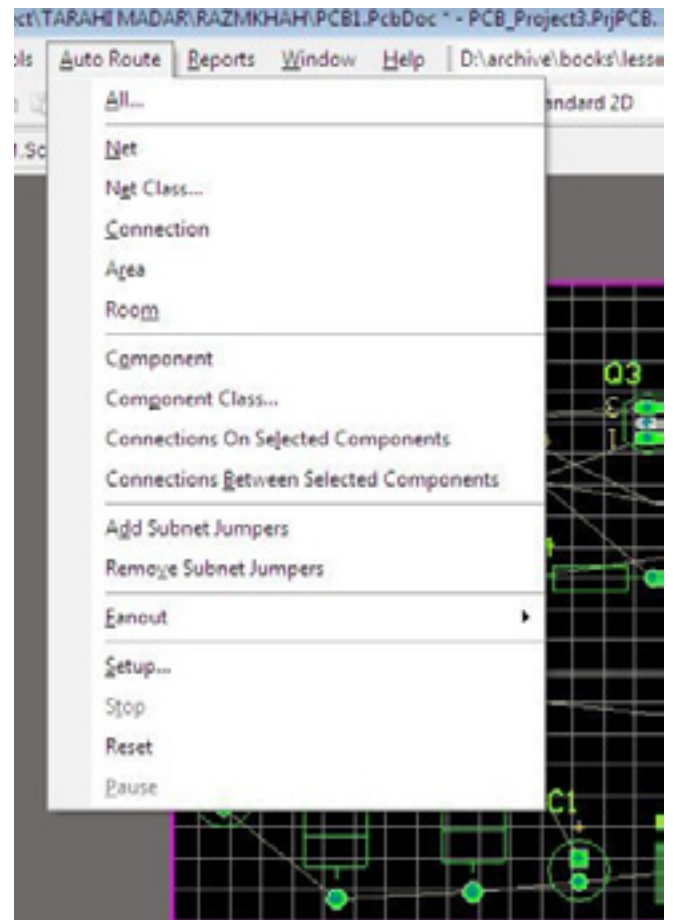 ect\TARAHI MADAR\RAZMKHAH\PCB1.PcbDoc * - PCB_Project3.PrjPCB.
ols Auto Route Reports Window Help D:\archive\books\lesso
All... andard 2D
1.Sc Net
Net Class...
Connection
Area
Room
Component
Q3
Component Class...
Connections On Selected Components
Connections Between Selected Components
Add Subnet Jumpers
Remove Subnet Jumpers
Fanout
Setup...
Stop
Reset
Pause
C1